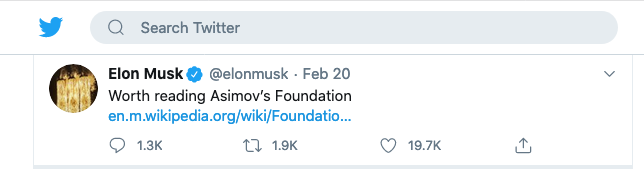 Search Twitter
Elon Musk @elonmusk · Feb 20
Worth reading Asimov's Foundation
en.m.wikipedia.org/wiki/Foundatio...
1.3K 1.9K 19.7K